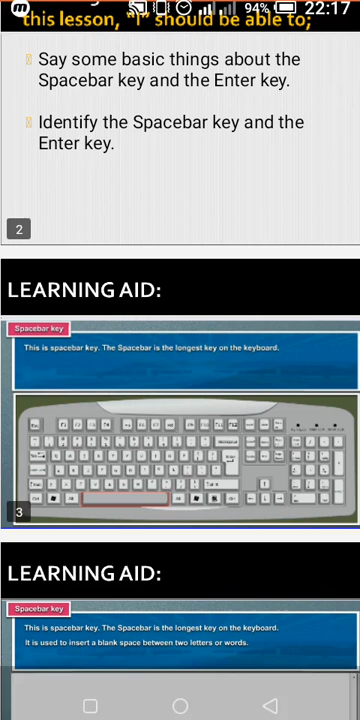 this lesson, "I" should be able to;
94% 22:17
Say some basic things about the
Spacebar key and the Enter key.
Identify the Spacebar key and the
Enter key.
2
LEARNING AID:
Spacebar key
This is spacebar key. The Spacebar is the longest key on the keyboard.
3
LEARNING AID:
Spacebar key
This is spacebar key. The Spacebar is the longest key on the keyboard.
It is used to insert a blank space between two letters or words.